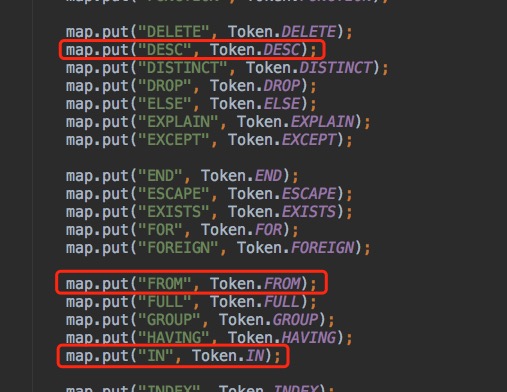 map.put("DELETE", Token.DELETE);
map.put("DESC", Token.DESC);
map.put("DISTINCT", Token.DISTINCT);
map.put("DROP", Token.DROP);
map.put("ELSE", Token.ELSE);
map.put("EXPLAIN", Token.EXPLAIN);
map.put("EXCEPT", Token.EXCEPT);
map.put("END", Token.END);
map.put("ESCAPE", Token.ESCAPE);
map.put("EXISTS", Token.EXISTS);
map.put("FOR", Token.FOR);
map.put("FOREIGN", Token.FOREIGN);
map.put("FROM", Token.FROM);
map.put("FULL", Token.FULL);
map.put("GROUP", Token.GROUP);
map.put("HAVING", Token.HAVING);
map.put("IN", Token.IN);
map.put("INDEX", Token.INDEX);